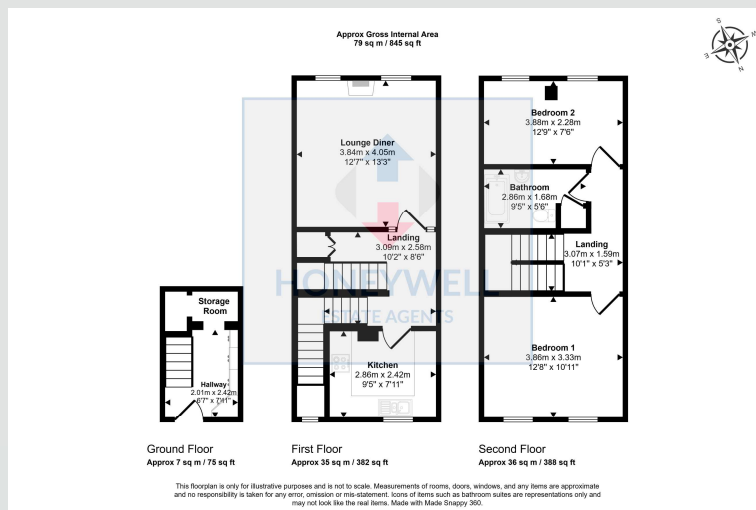 Approx Gross Internal Area
79 sq m / 845 sq ft
S
W
E
N
Lounge Diner
3.84m x 4.05m
12'7" x 13'3"
Landing
3.09m x 2.58m
10'2" x 8'6"
Kitchen
2.86m x 2.42m
9'5" x 7'11"
Bedroom 2
3.88m x 2.28m
12'9" x 7'6"
Bathroom
2.86m x 1.68m
9'5" x 5'6"
Landing
3.07m x 1.59m
10'1" x 5'3"
Bedroom 1
3.86m x 3.33m
12'8" x 10'11"
Storage
Room
Hallway
2.01m x 2.42m
6'7" x 7'11"
HONEYWELL
ESTATE AGENTS
Ground Floor
Approx 7 sq m / 75 sq ft
First Floor
Approx 35 sq m / 382 sq ft
Second Floor
Approx 36 sq m / 388 sq ft
This floorplan is only for illustrative purposes and is not to scale. Measurements of rooms, doors, windows, and any items are approximate
and no responsibility is taken for any error, omission or mis-statement. Icons of items such as bathroom suites are representations only and
may not look like the real items. Made with Made Snappy 360.